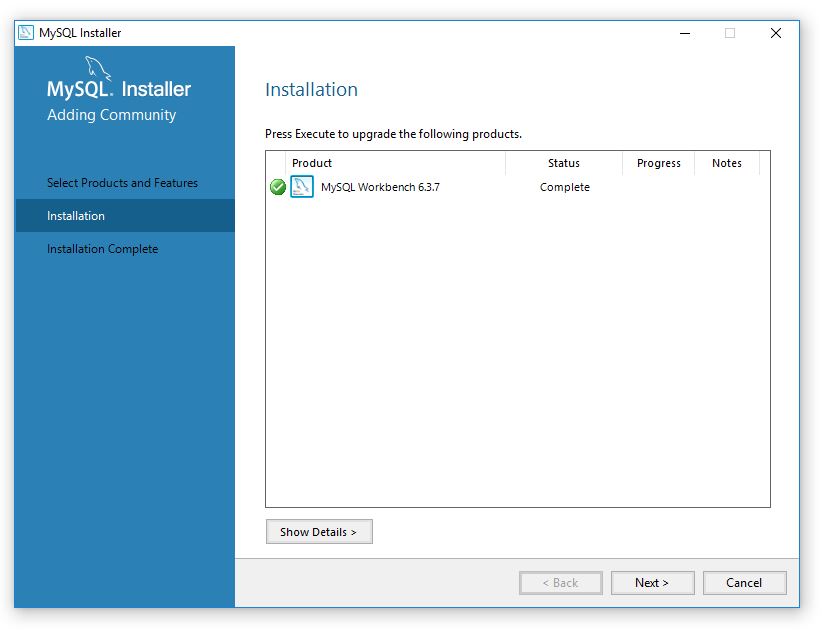 MySQL Installer
MySQL. Installer
Adding Community
Select Products and Features
Installation
Installation Complete
Installation
Press Execute to upgrade the following products.
Product Status Progress Notes
MySQL Workbench 6.3.7 Complete
Show Details >
< Back Next > Cancel